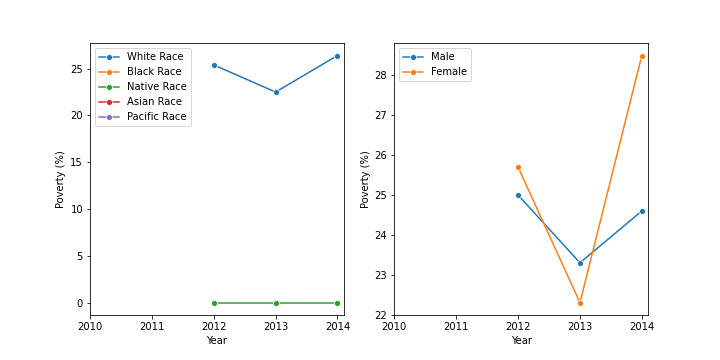 White Race
Black Race
Native Race
Asian Race
Pacific Race
25
20
15
10
5
0
Poverty (%)
2010 2011 2012 2013 2014
Year
Male
Female
28
27
26
25
24
23
22
Poverty (%)
2010 2011 2012 2013 2014
Year